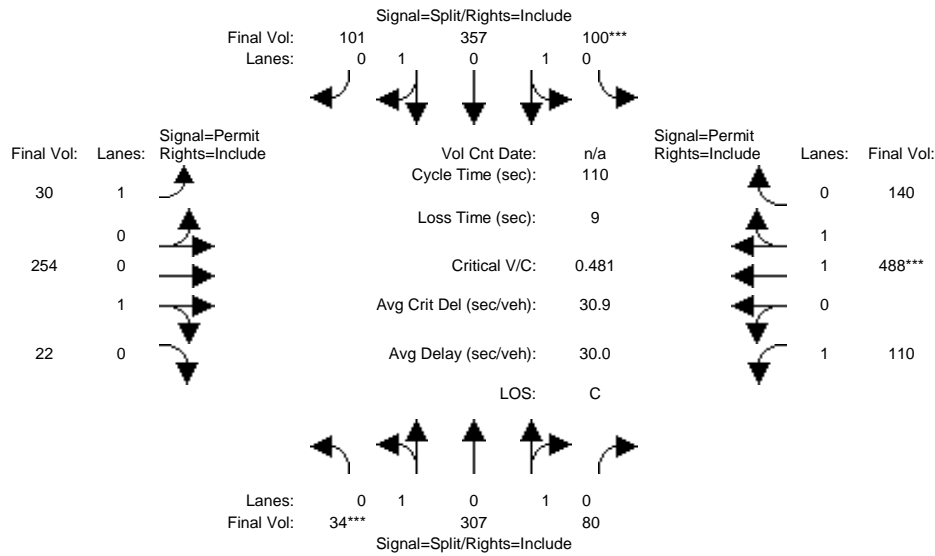 Signal=Split/Rights=Include
Final Vol: 101 357 100***
Lanes: 0 1 0 1 0
Signal=Permit
Final Vol: Lanes: Rights=Include
Vol Cnt Date: n/a
Signal=Permit
Rights=Include Lanes: Final Vol:
Cycle Time (sec): 110
30 1
0 140
Loss Time (sec): 9
0
1
254 0
Critical V/C: 0.481
1 488***
1
Avg Crit Del (sec/veh): 30.9
0
22 0
Avg Delay (sec/veh): 30.0
1 110
LOS: C
Lanes: 0 1 0 1 0
Final Vol: 34*** 307 80
Signal=Split/Rights=Include